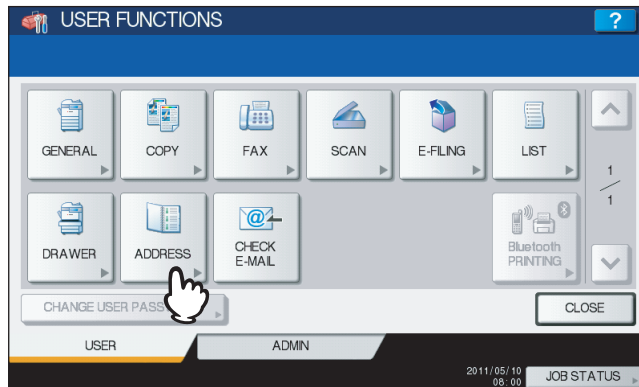 USER FUNCTIONS
?
GENERAL
COPY
FAX
SCAN
E-FILING
LIST
1
1
DRAWER
ADDRESS
CHECK
E-MAIL
Bluetooth
PRINTING
CHANGE USER PASS
CLOSE
USER
ADMIN
2011/05/10
08:00
JOB STATUS